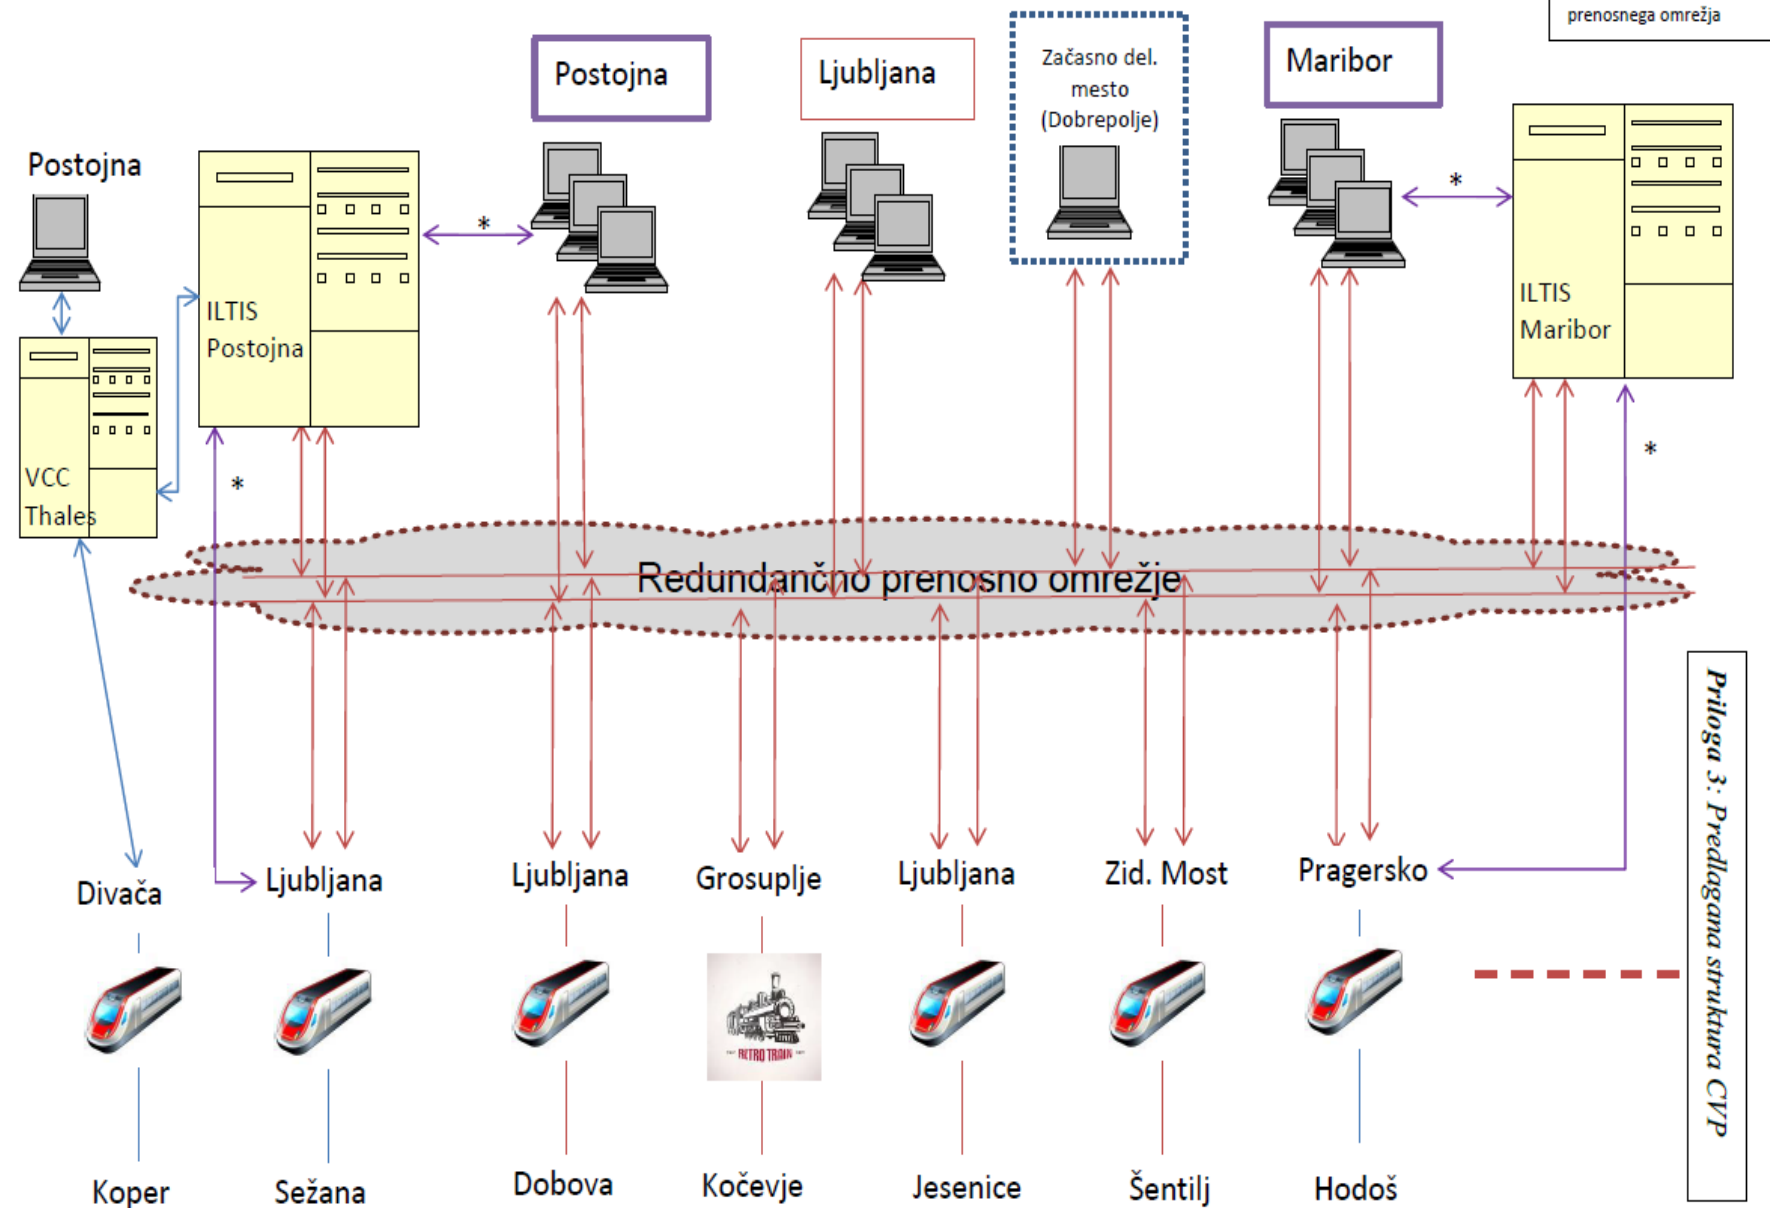 prenosnega omrežja
Postojna
Ljubljana
Začasno del.
mesto
(Dobrepolje)
Maribor
Postojna
*
*
ILTIS
Postojna
ILTIS
Maribor
VCC
Thales
*
*
Redundančno prenosno omrežje
Priloga 3: Predlagana struktura CVP
Divača
Ljubljana
Ljubljana
Grosuplje
Ljubljana
Zid. Most
Pragersko
RETRO TRAIN
Koper
Sežana
Dobova
Kočevje
Jesenice
Šentilj
Hodoš